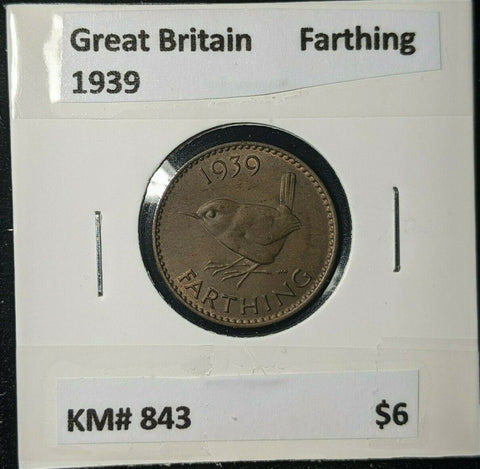 Great Britain Farthing
1939
1939
FARTHING
KM# 843 $6